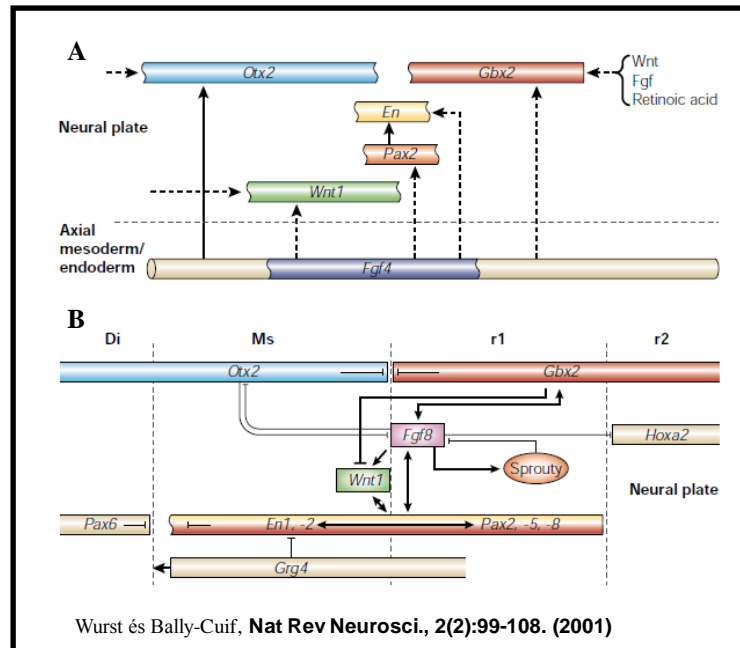 A
Otx2
Gbx2
Wnt
Fgf
Retinoic acid
Neural plate
En
Pax2
Wnt1
Axial
mesoderm/
endoderm
Fgf4
B
Di Ms r1 r2
Otx2 Gbx2
Fgf8 Hoxa2
Wnt1 Sprouty
Neural plate
Pax6 En1, -2 Pax2, -5, -8
Grg4
Wurst és Bally-Cuif, Nat Rev Neurosci., 2(2):99-108. (2001)